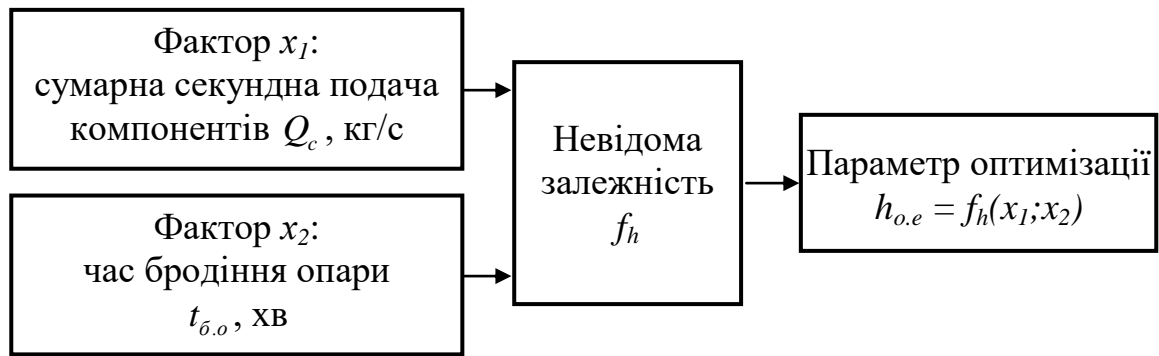 Фактор x1:
сумарна секундна подача
компонентів Qc , кг/с
Фактор x2:
час бродіння опари
tб.о , хв
Невідома
залежність
fh
Параметр оптимізації
ho.e = fh(x1;x2)